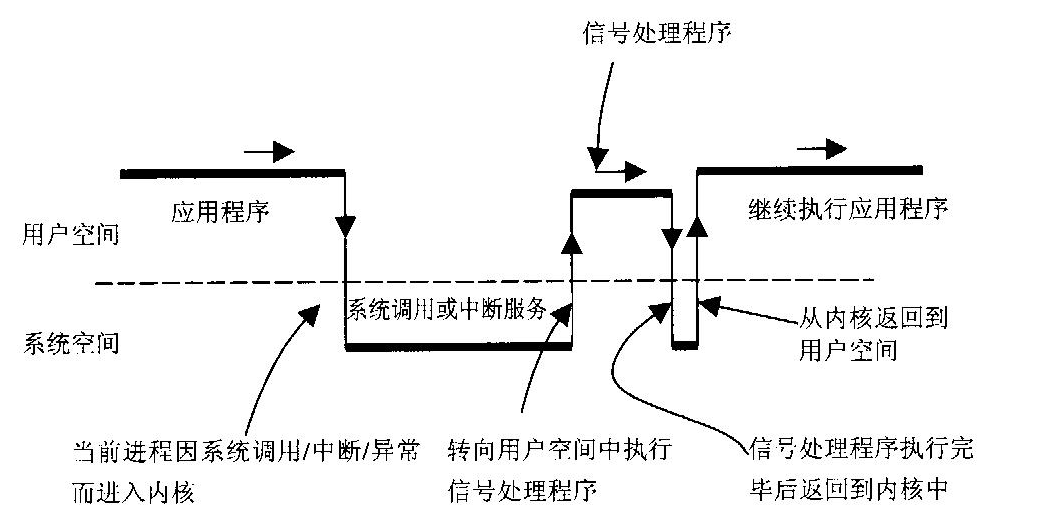 信号处理程序
应用程序
继续执行应用程序
用户空间
系统调用或中断服务
系统空间
从内核返回到
用户空间
当前进程因系统调用/中断/异常
而进入内核
转向用户空间中执行
信号处理程序
信号处理程序执行完
毕后返回到内核中